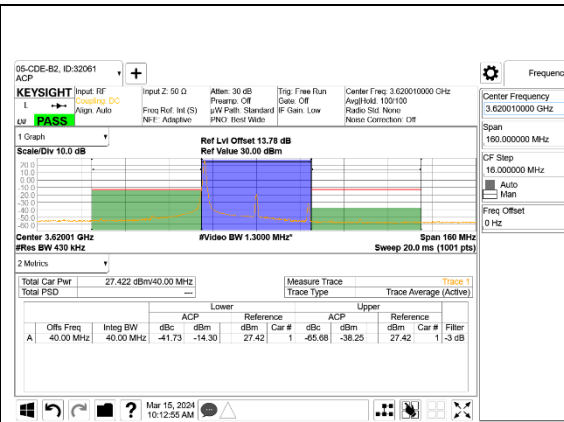 05-CDE-B2, ID:32061
ACP
Frequenc
KEYSIGHT
Input: RF
Coupling: DC
Align: Auto
Input Z: 50 Ω
Freq Ref: Int (S)
NFE: Adaptive
Atten: 30 dB
Preamp: Off
µW Path: Standard
PNO: Best Wide
Trig: Free Run
Gate: Off
IF Gain: Low
Center Freq: 3.620010000 GHz
Avg|Hold: 100/100
Radio Std: None
Noise Correction: Off
L
PASS
Center Frequency
3.620010000 GHz
Span
160.000000 MHz
CF Step
16.000000 MHz
Auto
Man
Freq Offset
0 Hz
1 Graph
Scale/Div 10.0 dB
Ref Lvl Offset 13.78 dB
Ref Value 30.00 dBm
20.0
10.0
0.0
-10.0
-20.0
-30.0
-40.0
-50.0
-60.0
Center 3.62001 GHz
#Res BW 430 kHz
#Video BW 1.3000 MHz*
Span 160 MHz
Sweep 20.0 ms (1001 pts)
2 Metrics
Total Car Pwr 27.422 dBm/40.00 MHz
Total PSD ---
Measure Trace Trace 1
Trace Type Trace Average (Active)
Lower Upper
ACP Reference ACP Reference
Offs Freq Integ BW dBc dBm dBm Car # dBc dBm dBm Car # Filter
A 40.00 MHz 40.00 MHz -41.73 -14.30 27.42 1 -65.68 -38.25 27.42 1 -3 dB
Mar 15, 2024
10:12:55 AM